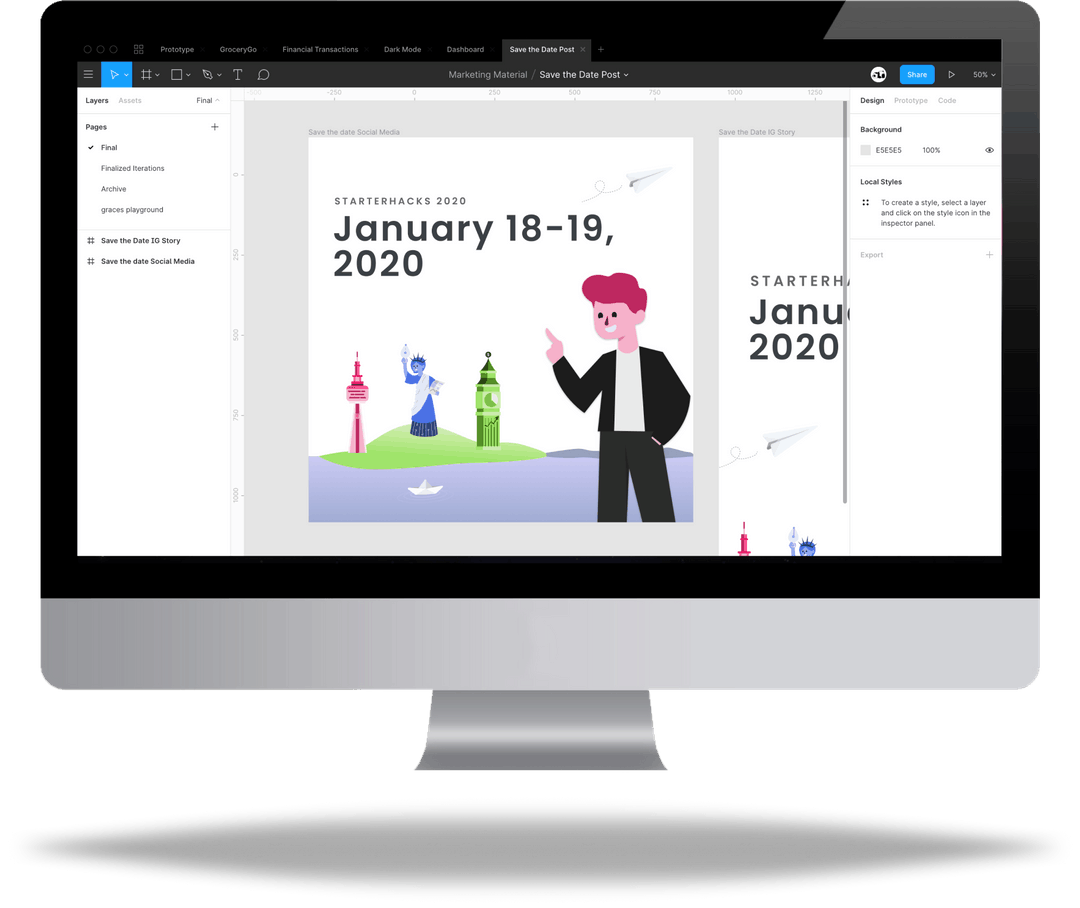 Prototype
GroceryGo
Financial Transactions
Dark Mode
Dashboard
Save the Date Post
Marketing Material / Save the Date Post
Share
50%
Layers
Assets
Final
Pages
Final
Finalized Iterations
Archive
graces playground
Save the Date IG Story
Save the date Social Media
-500 -250 0 250 500 750 1000 1250
0
250
500
750
1000
Save the date Social Media
STARTERHACKS 2020
January 18-19,
2020
Save the Date IG Story
STARTERHA
Janu
2020
Design
Prototype
Code
Background
E5E5E5 100%
Local Styles
To create a style, select a layer
and click on the style icon in the
inspector panel.
Export